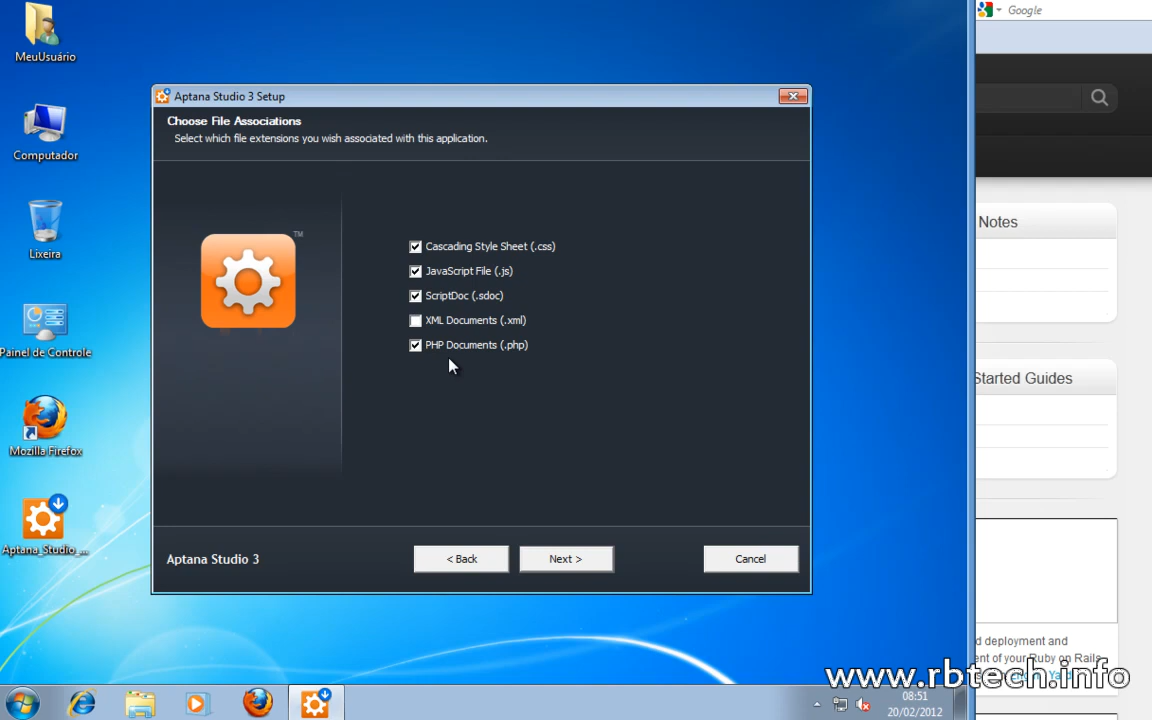 MeuUsuário
Computador
Lixeira
Painel de Controle
Mozilla Firefox
Aptana_Studio_...
Aptana Studio 3 Setup
Choose File Associations
Select which file extensions you wish associated with this application.
TM
Cascading Style Sheet (.css)
JavaScript File (.js)
ScriptDoc (.sdoc)
XML Documents (.xml)
PHP Documents (.php)
Aptana Studio 3
< Back
Next >
Cancel
Google
Notes
Started Guides
d deployment and
ent of your Ruby on Rails
www.rbtech.info
08:51
20/02/2012